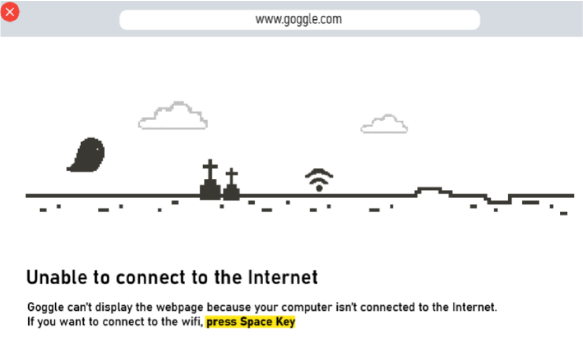 www.goggle.com
Unable to connect to the Internet
Goggle can't display the webpage because your computer isn't connected to the Internet.
If you want to connect to the wifi, press Space Key